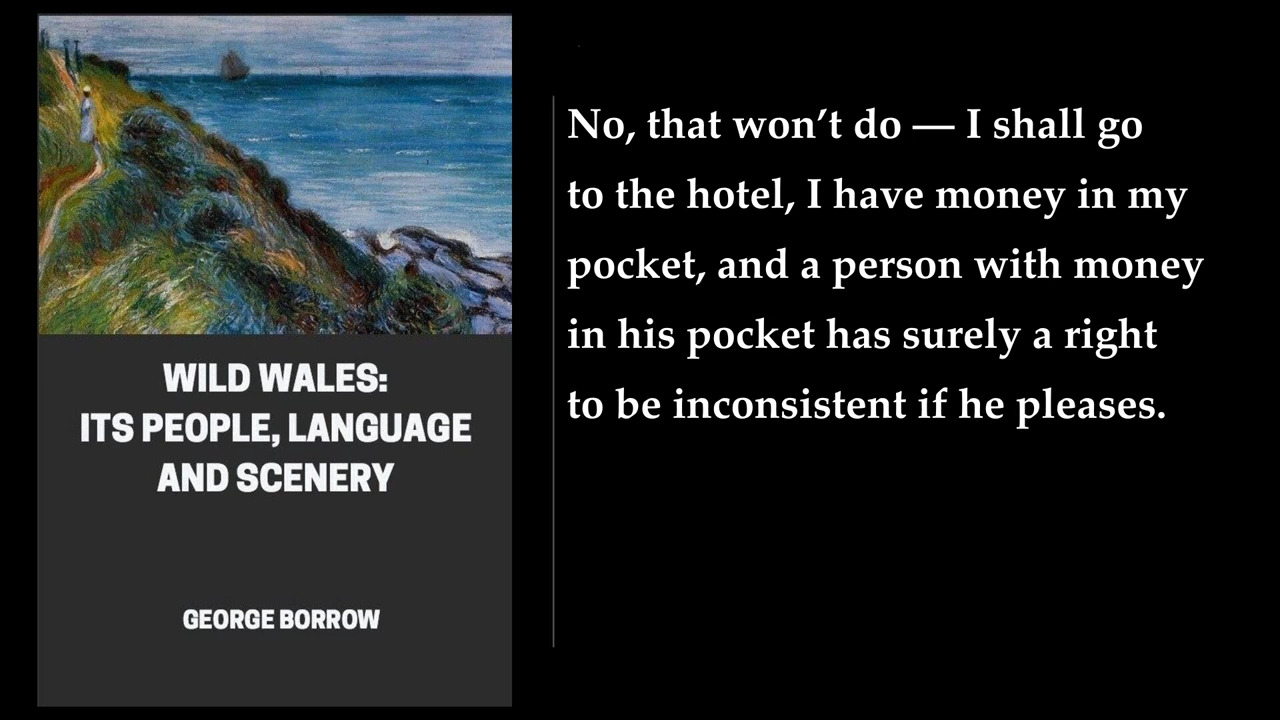 WILD WALES:
ITS PEOPLE, LANGUAGE
AND SCENERY
GEORGE BORROW
No, that won’t do — I shall go
to the hotel, I have money in my
pocket, and a person with money
in his pocket has surely a right
to be inconsistent if he pleases.